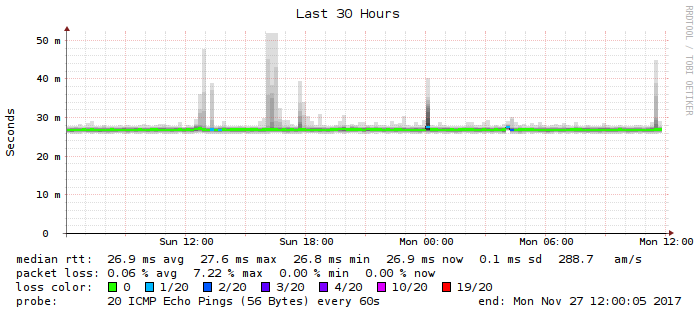 Last 30 Hours
RRDTOOL / TOBI OETIKER
Seconds
50 m
40 m
30 m
20 m
10 m
0
Sun 12:00 Sun 18:00 Mon 00:00 Mon 06:00 Mon 12:00
median rtt: 26.9 ms avg 27.6 ms max 26.8 ms min 26.9 ms now 0.1 ms sd 288.7 am/s
packet loss: 0.06 % avg 7.22 % max 0.00 % min 0.00 % now
loss color: 0 1/20 2/20 3/20 4/20 10/20 19/20
probe: 20 ICMP Echo Pings (56 Bytes) every 60s end: Mon Nov 27 12:00:05 2017